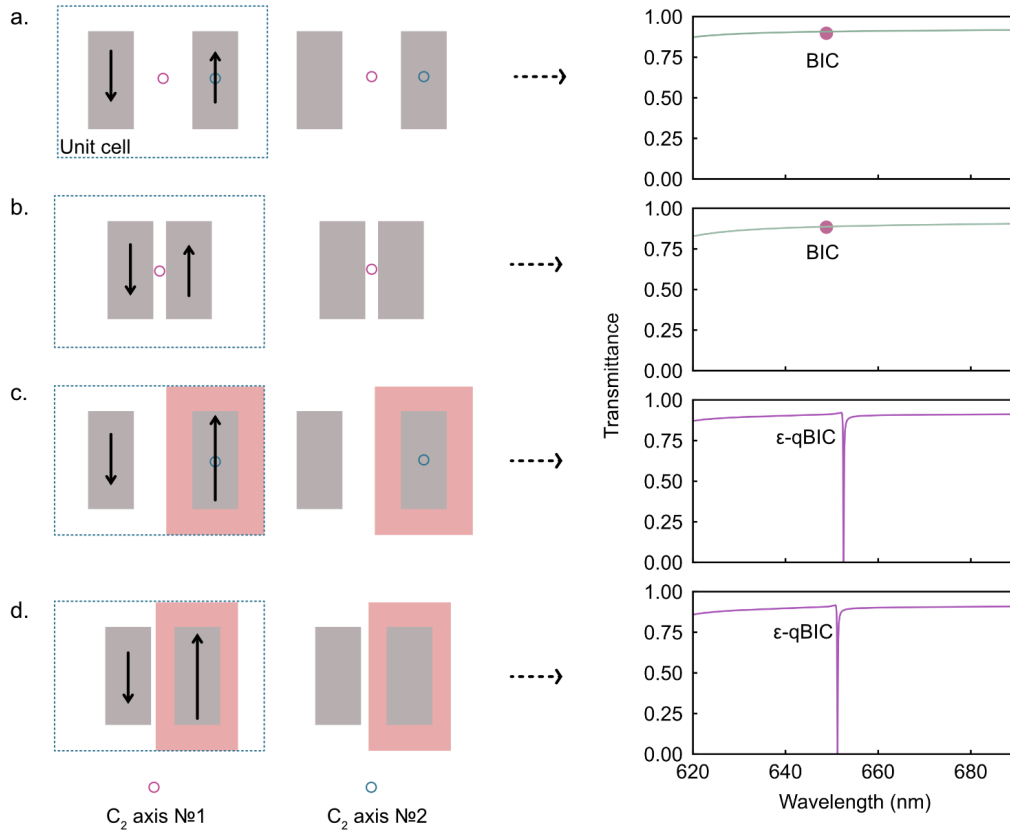 a.
Unit cell
1.00
0.75
0.50
0.25
0.00
BIC
b.
1.00
0.75
0.50
0.25
0.00
BIC
Transmittance
c.
1.00
0.75
0.50
0.25
0.00
ε-qBIC
d.
1.00
0.75
0.50
0.25
0.00
ε-qBIC
620 640 660 680
Wavelength (nm)
C₂ axis №1
C₂ axis №2